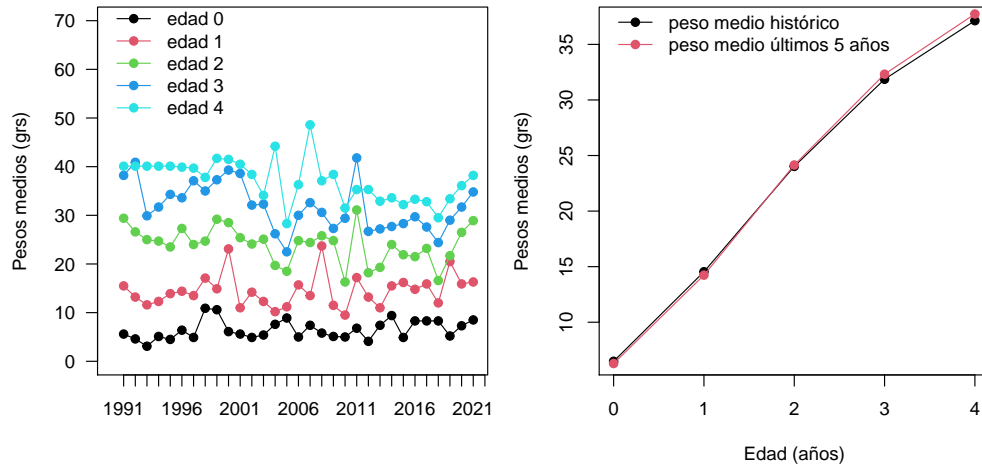 Pesos medios (grs)
70
60
50
40
30
20
10
0
edad 0
edad 1
edad 2
edad 3
edad 4
1991 1996 2001 2006 2011 2016 2021
Pesos medios (grs)
35
30
25
20
15
10
peso medio histórico
peso medio últimos 5 años
0 1 2 3 4
Edad (años)